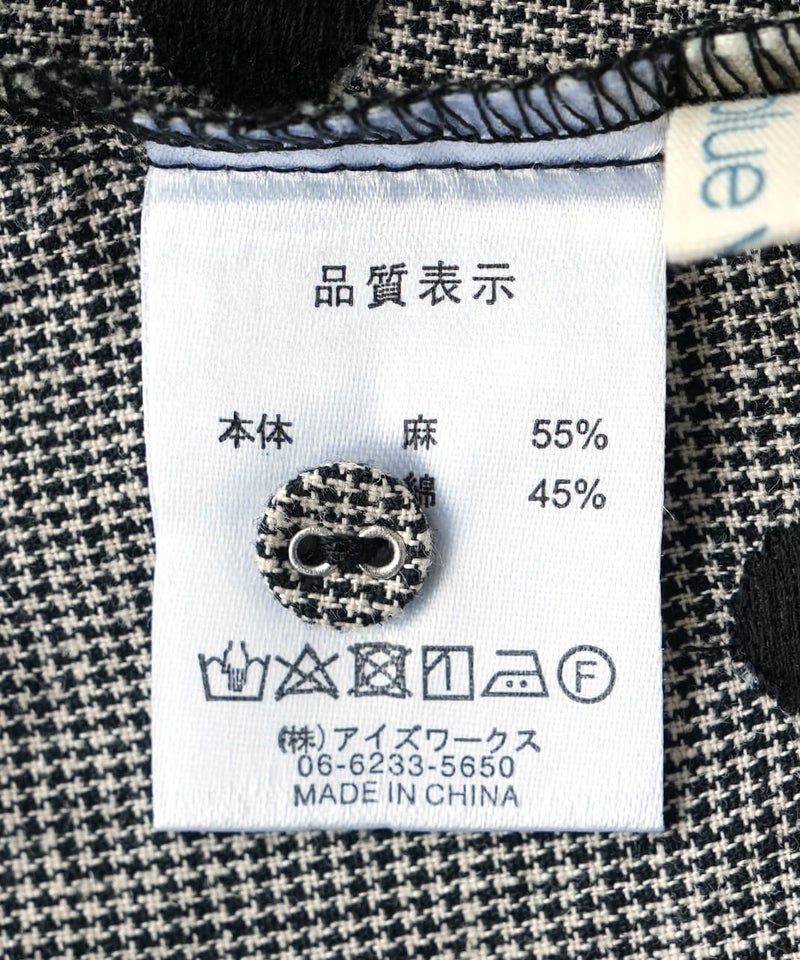 blue
品質表示
本体 麻 55%
綿 45%
F
(株)アイズワークス
06-6233-5650
MADE IN CHINA